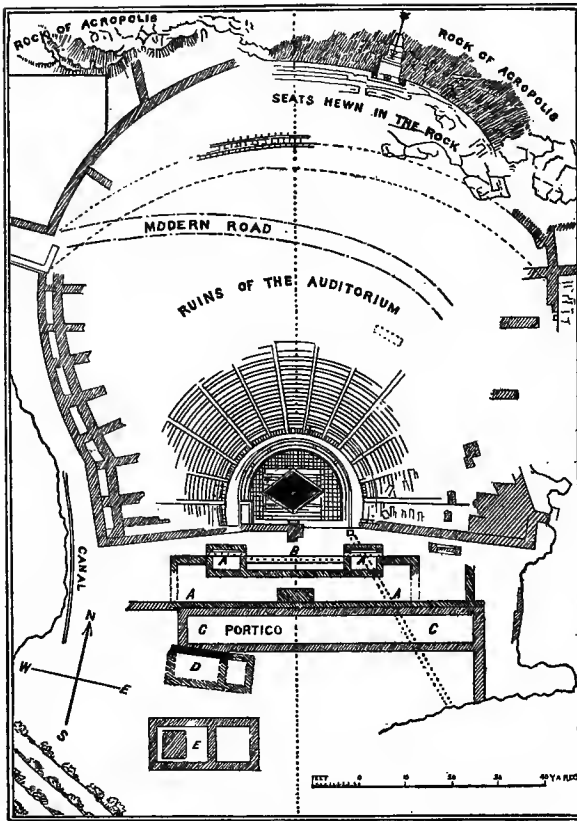 ROCK OF ACROPOLIS
ROCK OF ACROPOLIS
SEATS HEWN IN THE ROCK
MODERN ROAD
RUINS OF THE AUDITORIUM
CANAL
B
A
A
A
A
C PORTICO C
D
E
N
W
E
S
FEET 0 10 20 30 40 YARDS